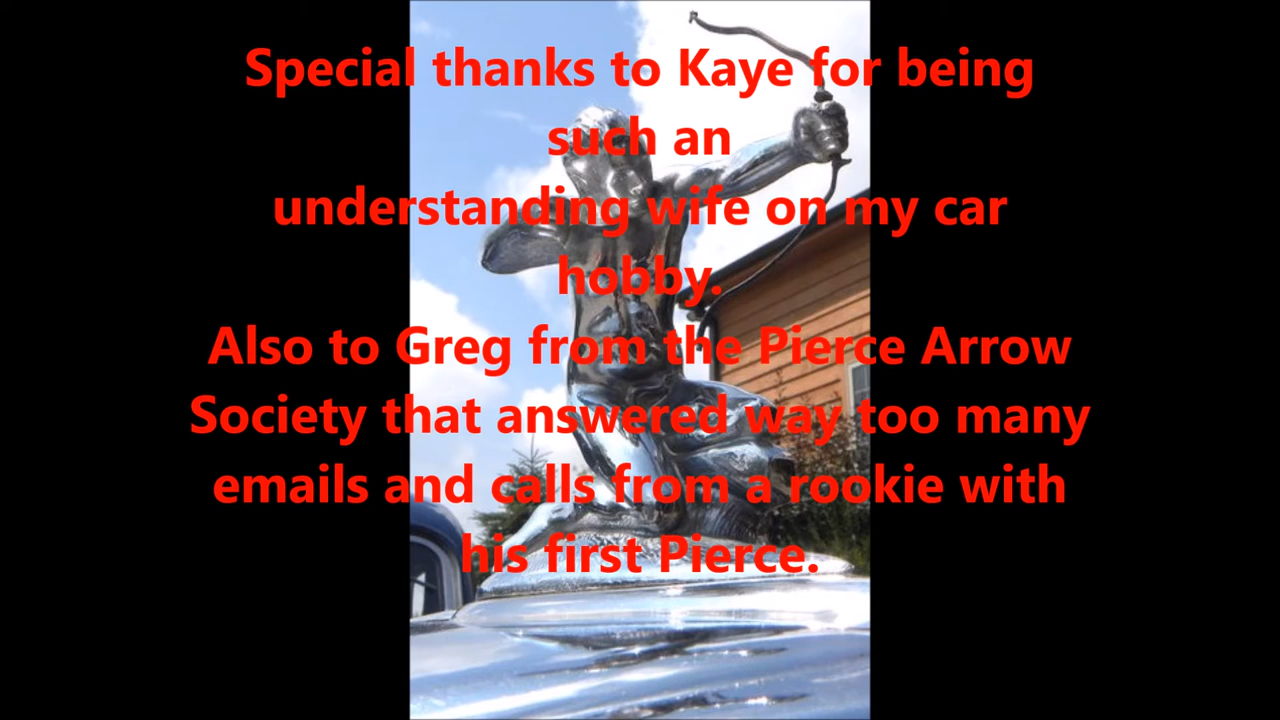 Special thanks to Kaye for being
such an
understanding wife on my car
hobby.
Also to Greg from the Pierce Arrow
Society that answered way too many
emails and calls from a rookie with
his first Pierce.